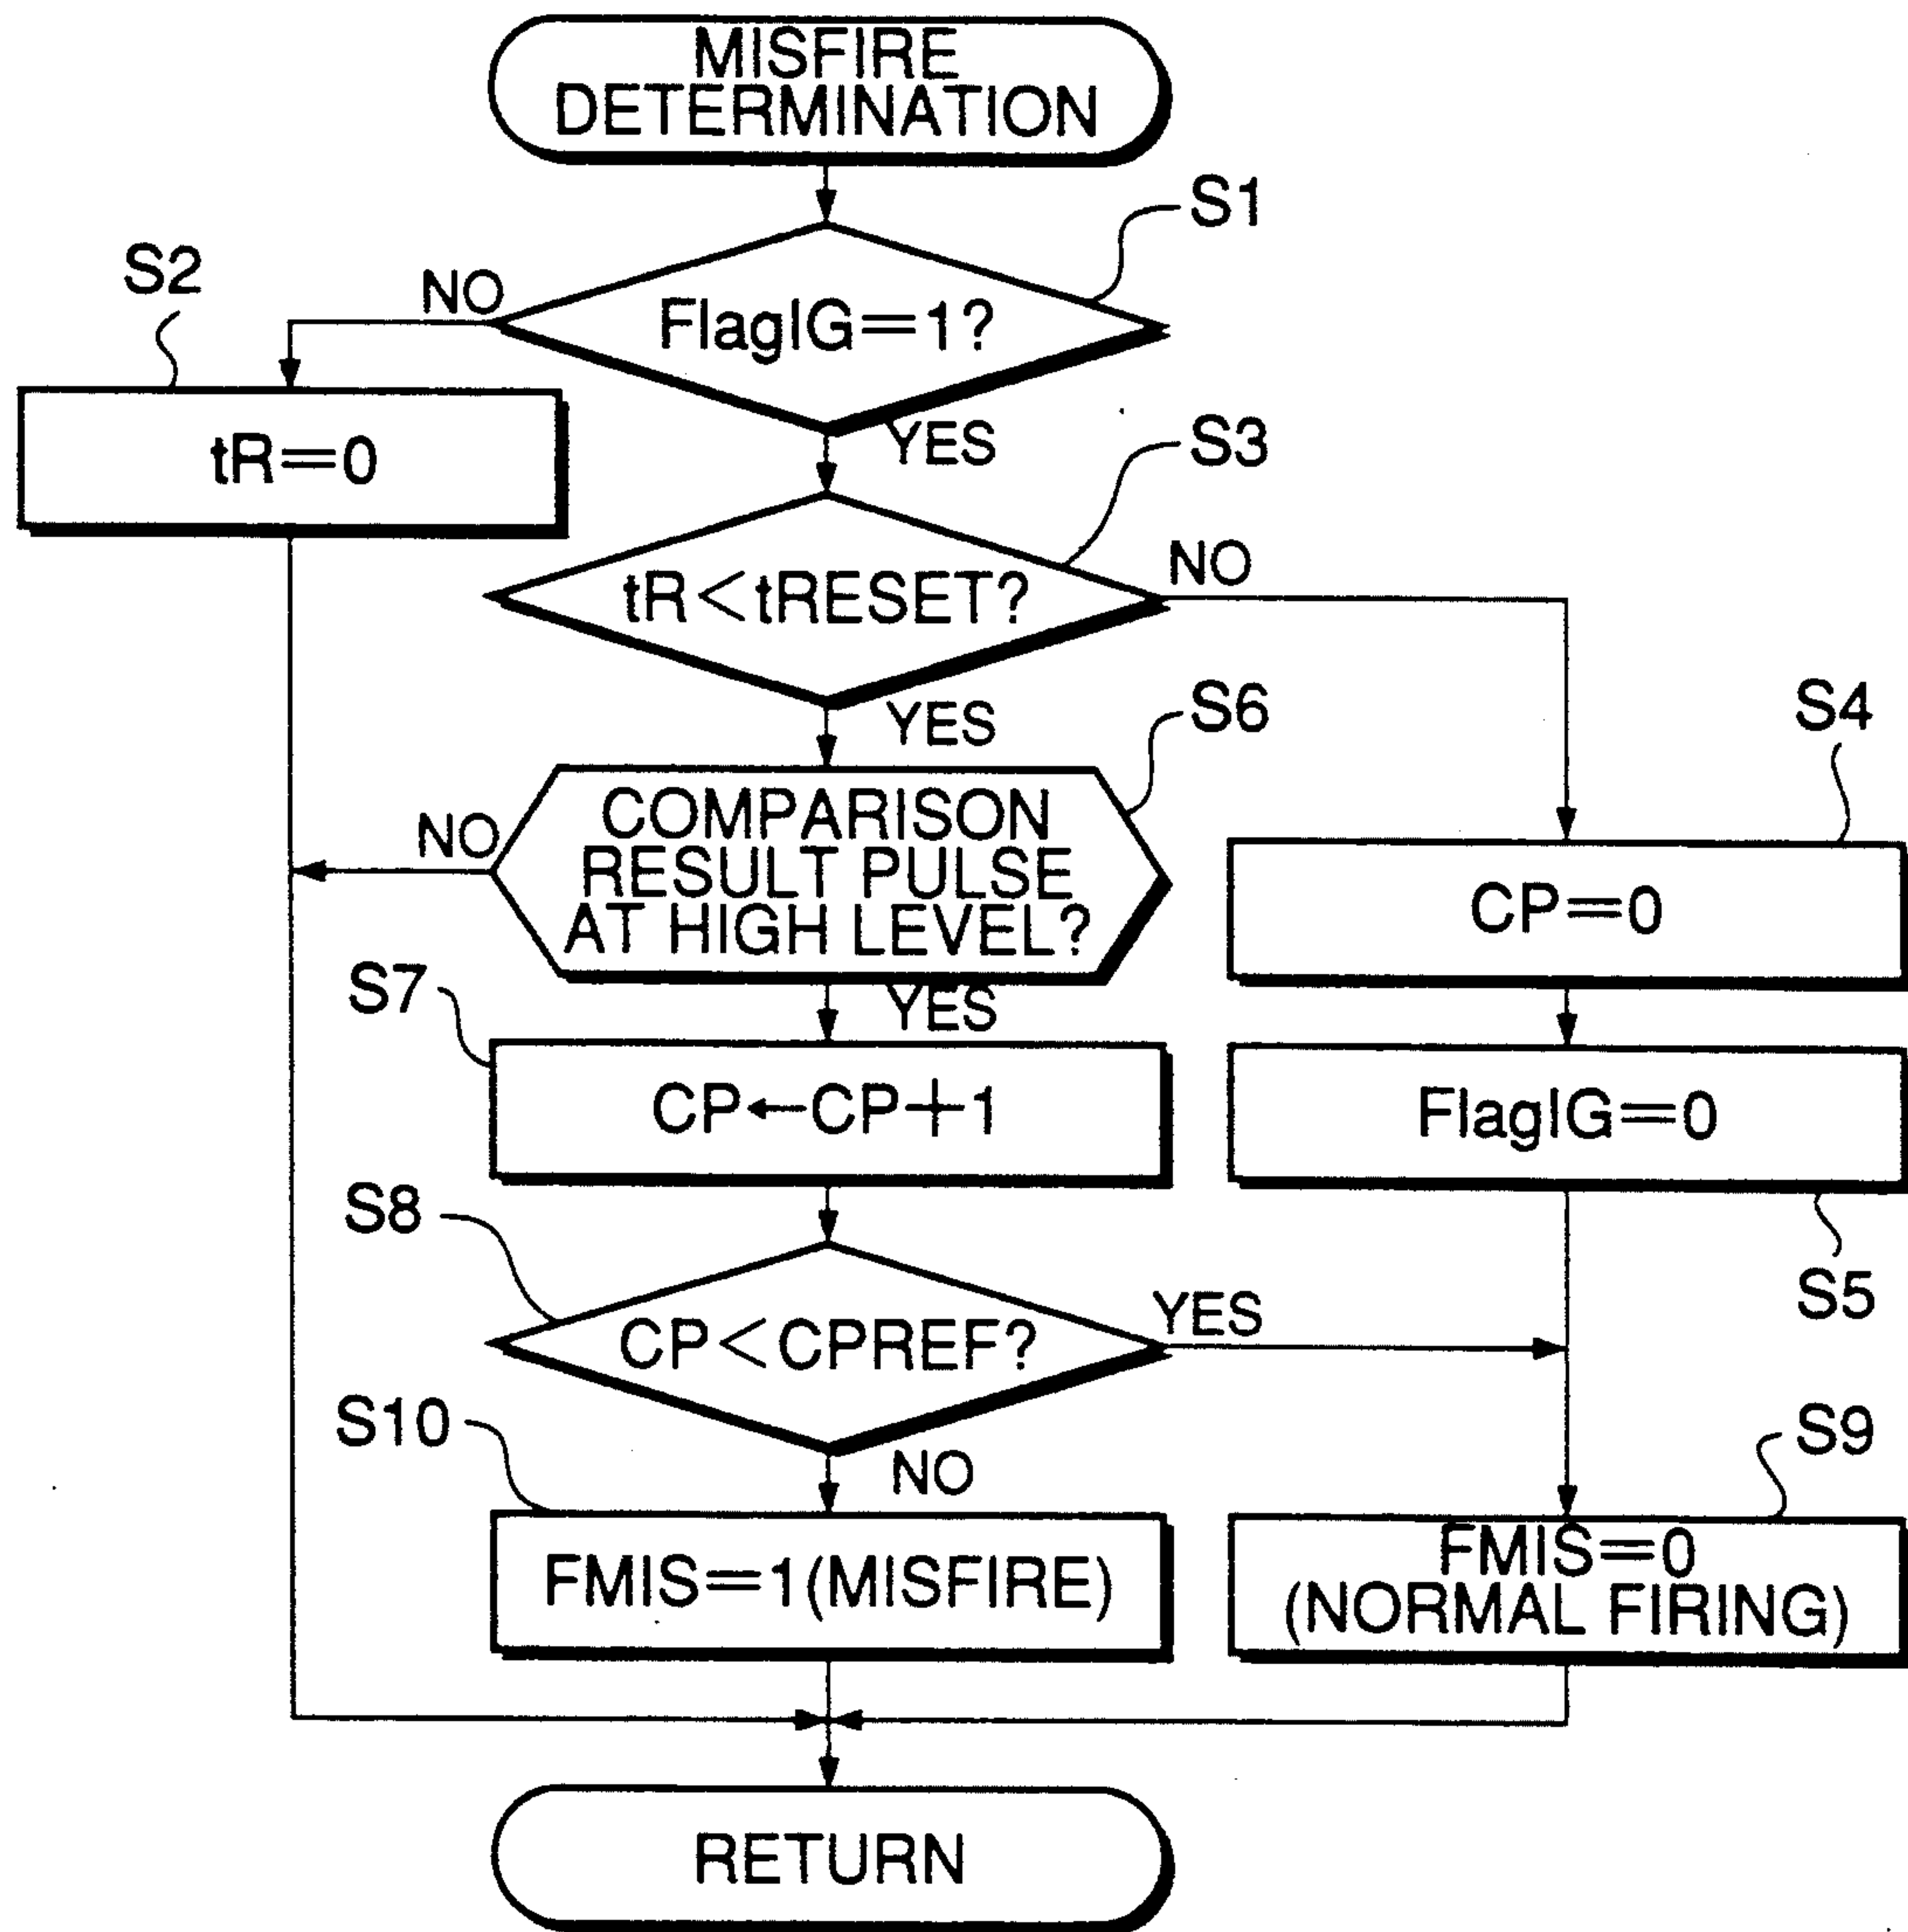 MISFIRE
DETERMINATION
S1
S2
NO
FlagIG=1?
YES
tR=0
S3
NO
tR<tRESET?
YES
S6
S4
NO
COMPARISON
RESULT PULSE
AT HIGH LEVEL?
CP=0
S7
YES
CP←CP+1
FlagIG=0
S8
S5
YES
CP<CPREF?
S10
NO
S9
FMIS=1(MISFIRE)
FMIS=0
(NORMAL FIRING)
RETURN